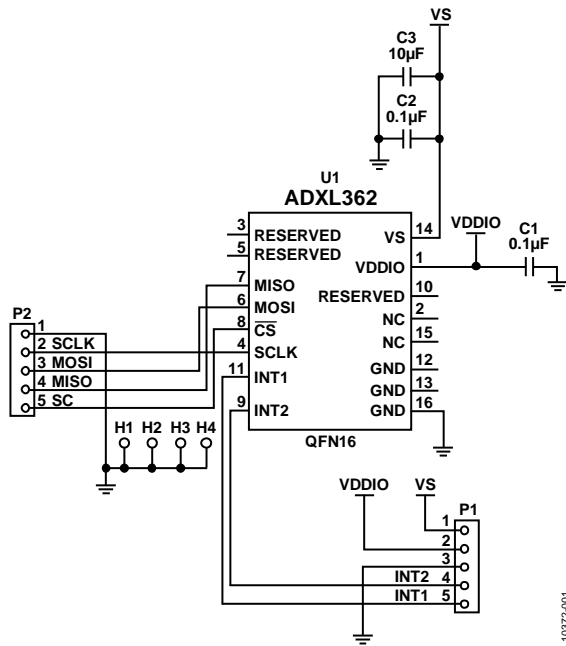 VS
C3
10µF
C2
0.1µF
U1
ADXL362
3 RESERVED
5 RESERVED
7 MISO
6 MOSI
8 CS
4 SCLK
11 INT1
9 INT2
VS 14
VDDIO 1
RESERVED 10
NC 2
NC 15
GND 12
GND 13
GND 16
QFN16
VDDIO
C1
0.1µF
P2
1
2 SCLK
3 MOSI
4 MISO
5 SC
H1 H2 H3 H4
VDDIO VS
P1
1
2
3
INT2 4
INT1 5
10372-001